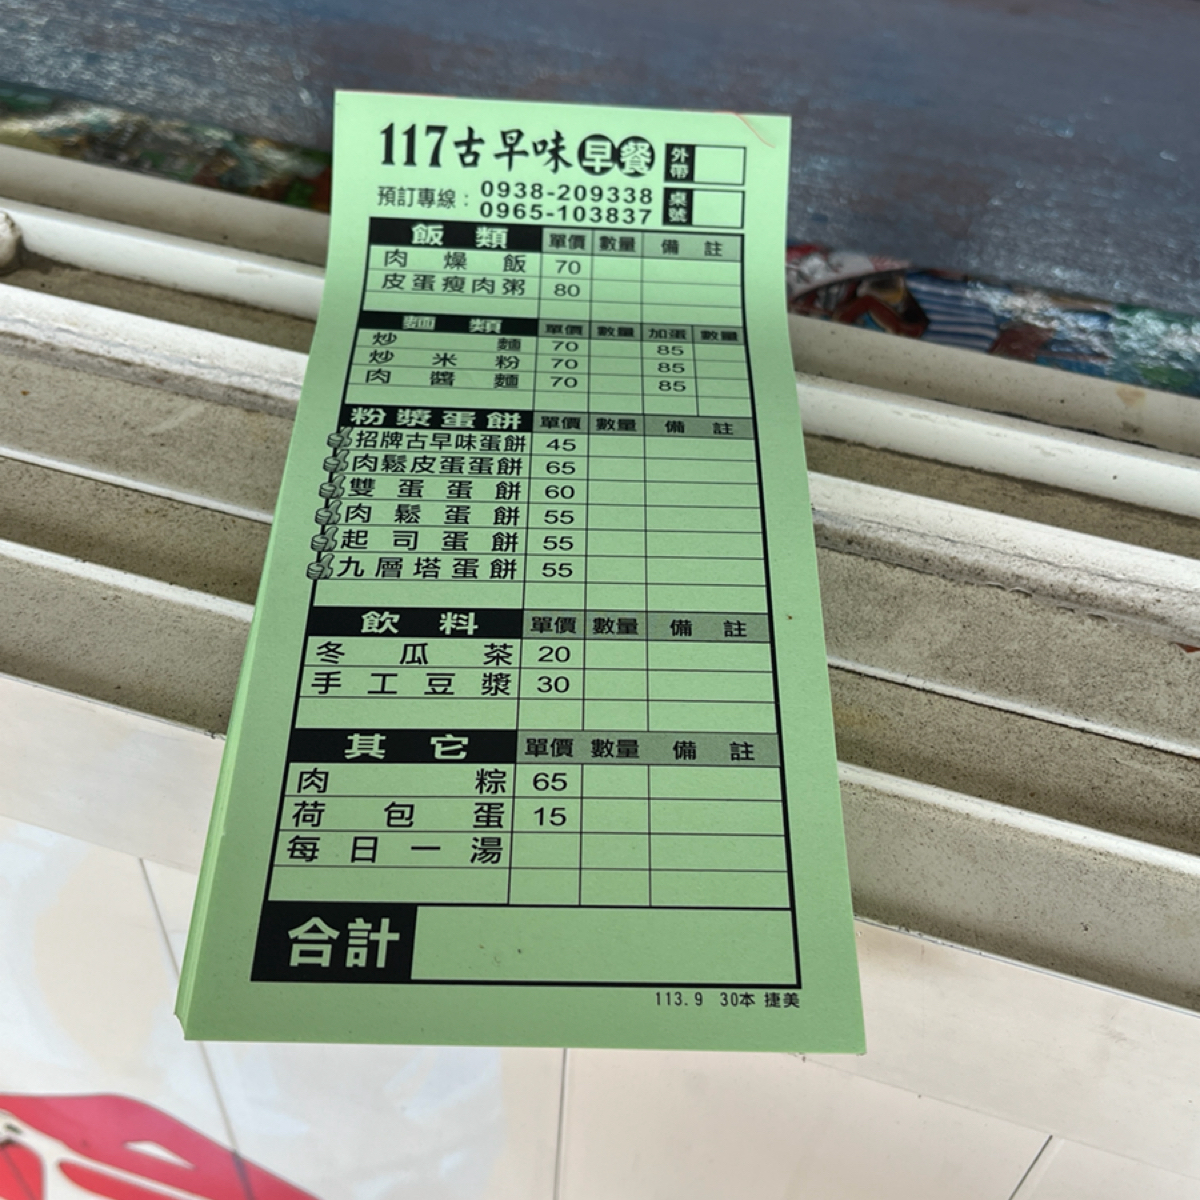 117古早味早餐 外帶
預訂專線： 0938-209338
0965-103837 桌號
飯類 單價 數量 備註
肉燥飯 70
皮蛋瘦肉粥 80
麵類 單價 數量 加蛋 數量
炒麵 70 85
炒米粉 70 85
肉醬麵 70 85
粉漿蛋餅 單價 數量 備註
招牌古早味蛋餅 45
肉鬆皮蛋蛋餅 65
雙蛋蛋餅 60
肉鬆蛋餅 55
起司蛋餅 55
九層塔蛋餅 55
飲料 單價 數量 備註
冬瓜茶 20
手工豆漿 30
其它 單價 數量 備註
肉粽 65
荷包蛋 15
每日一湯
合計
113.9 30本 捷美